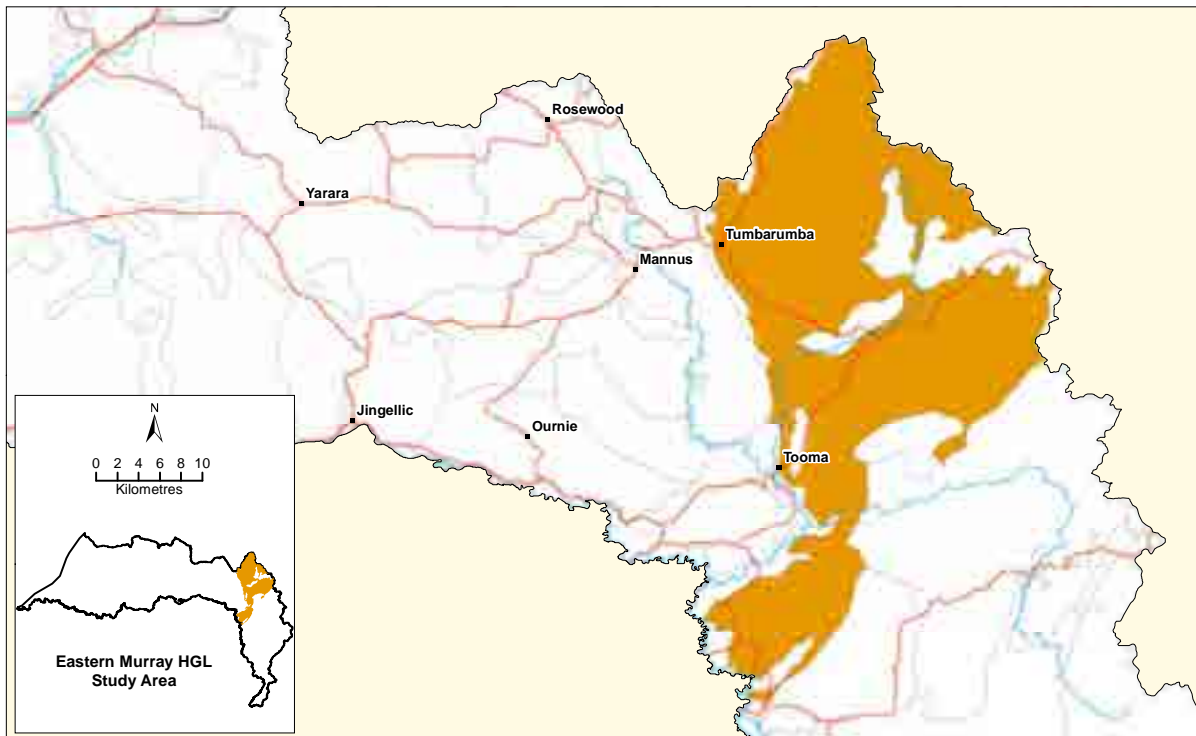 Rosewood
Yarara
Tumbarumba
Mannus
Jingellic
Ournie
Tooma
N
0 2 4 6 8 10
Kilometres
Eastern Murray HGL
Study Area